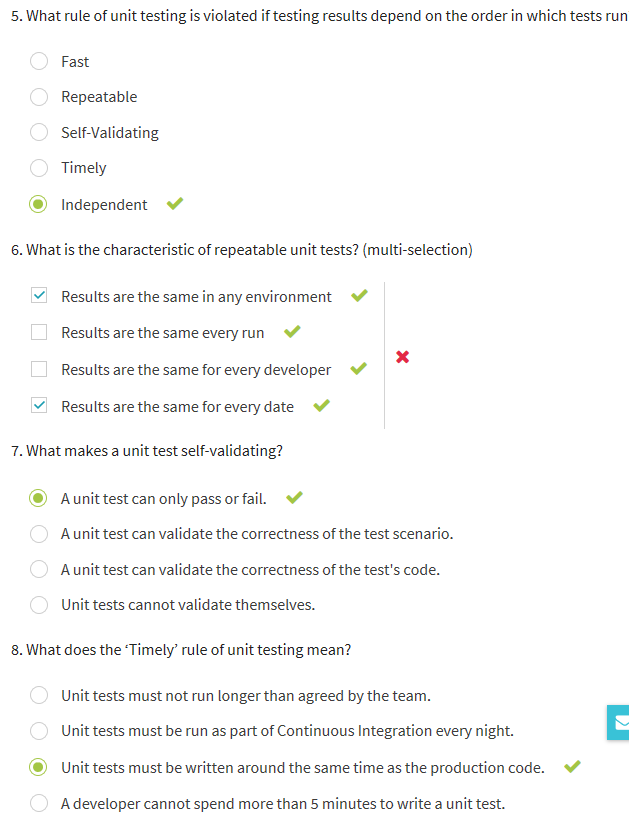 5. What rule of unit testing is violated if testing results depend on the order in which tests run
Fast
Repeatable
Self-Validating
Timely
Independent
6. What is the characteristic of repeatable unit tests? (multi-selection)
Results are the same in any environment
Results are the same every run
Results are the same for every developer
Results are the same for every date
7. What makes a unit test self-validating?
A unit test can only pass or fail.
A unit test can validate the correctness of the test scenario.
A unit test can validate the correctness of the test's code.
Unit tests cannot validate themselves.
8. What does the ‘Timely’ rule of unit testing mean?
Unit tests must not run longer than agreed by the team.
Unit tests must be run as part of Continuous Integration every night.
Unit tests must be written around the same time as the production code.
A developer cannot spend more than 5 minutes to write a unit test.